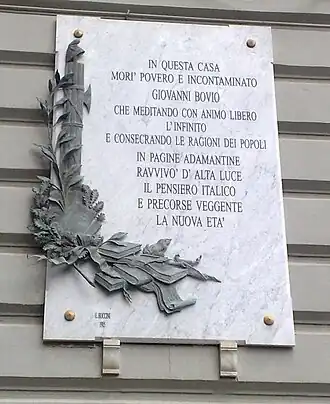 IN QUESTA CASA
MORI' POVERO E INCONTAMINATO
GIOVANNI BOVIO
CHE MEDITANDO CON ANIMO LIBERO
L'INFINITO
E CONSECRANDO LE RAGIONI DEI POPOLI
IN PAGINE ADAMANTINE
RAVVIVO' D'ALTA LUCE
IL PENSIERO ITALICO
E PRECORSE VEGGENTE
LA NUOVA ETA'